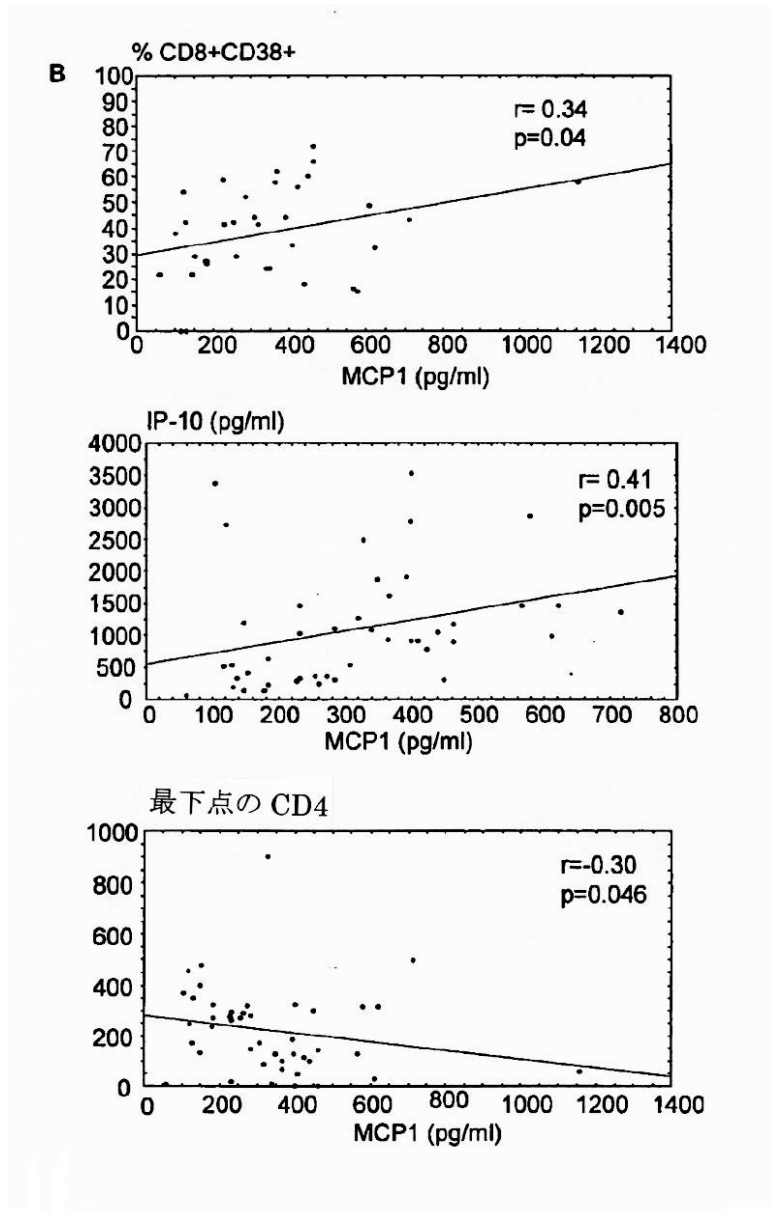 B
% CD8+CD38+
100
90
80
70
60
50
40
30
20
10
0
r= 0.34
p=0.04
0 200 400 600 800 1000 1200 1400
MCP1 (pg/ml)
IP-10 (pg/ml)
4000
3500
3000
2500
2000
1500
1000
500
0
r= 0.41
p=0.005
0 100 200 300 400 500 600 700 800
MCP1 (pg/ml)
最下点の CD4
1000
800
600
400
200
0
r=-0.30
p=0.046
0 200 400 600 800 1000 1200 1400
MCP1 (pg/ml)